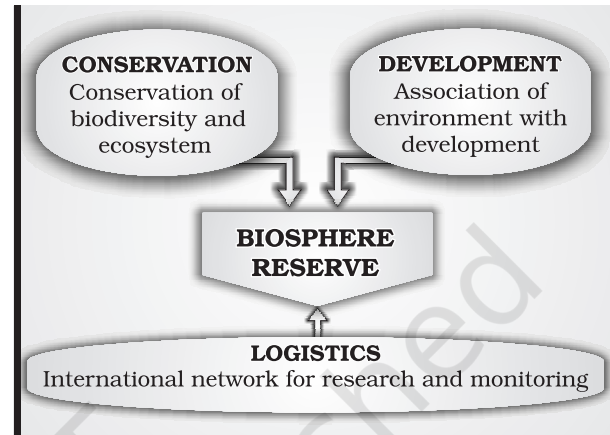 CONSERVATION
Conservation of
biodiversity and
ecosystem
DEVELOPMENT
Association of
environment with
development
BIOSPHERE
RESERVE
LOGISTICS
International network for research and monitoring